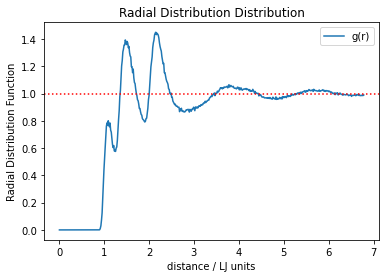 Radial Distribution Distribution
g(r)
Radial Distribution Function
1.4
1.2
1.0
0.8
0.6
0.4
0.2
0.0
0 1 2 3 4 5 6 7
distance / LJ units